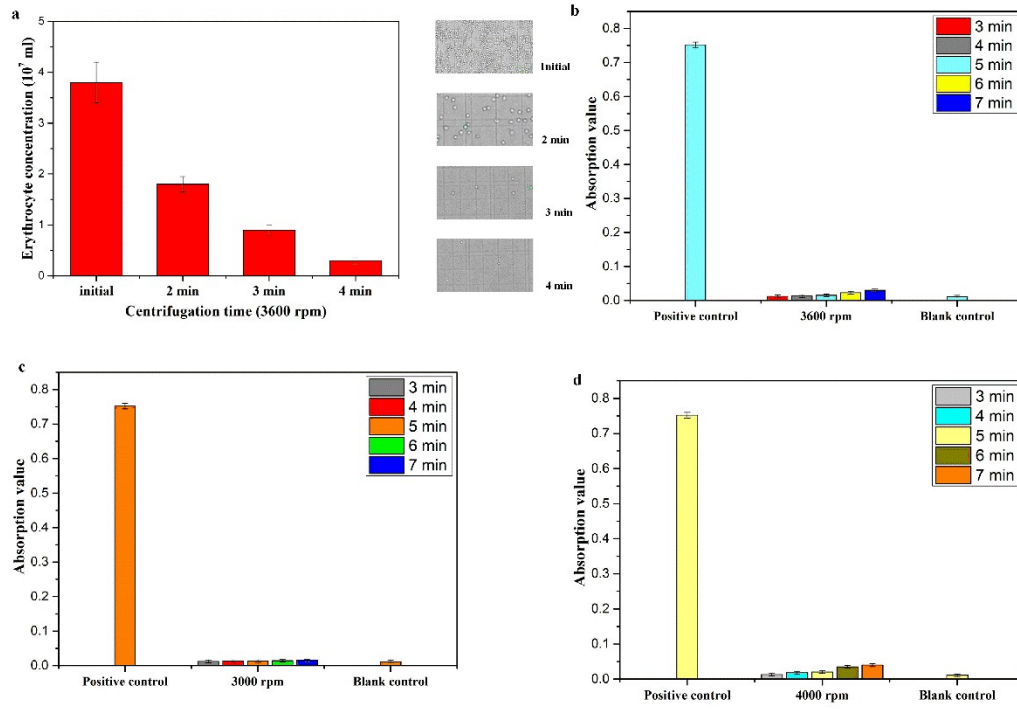 a
Erythrocyte concentration (10⁷ ml)
5
4
3
2
1
0
initial
2 min
3 min
4 min
Centrifugation time (3600 rpm)
Initial
2 min
3 min
4 min
b
Absorption value
0.8
0.7
0.6
0.5
0.4
0.3
0.2
0.1
0.0
3 min
4 min
5 min
6 min
7 min
Positive control
3600 rpm
Blank control
c
Absorption value
0.8
0.7
0.6
0.5
0.4
0.3
0.2
0.1
0.0
3 min
4 min
5 min
6 min
7 min
Positive control
3000 rpm
Blank control
d
Absorption value
0.8
0.7
0.6
0.5
0.4
0.3
0.2
0.1
0.0
3 min
4 min
5 min
6 min
7 min
Positive control
4000 rpm
Blank control